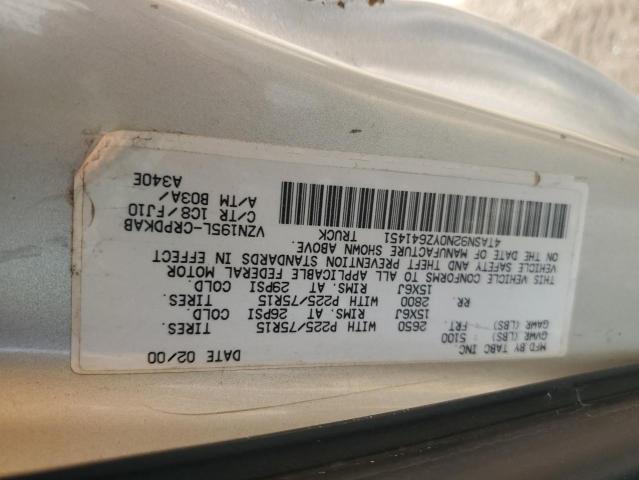 MFD.BY TABC INC. DATE 02/00
GVWR (LBS) 5100
GAWR (LBS) FRT. 2650 WITH P225/75R15 TIRES.
15X6J RIMS. AT 26PSI COLD.
RR. 2800 WITH P225/75R15 TIRES.
15X6J RIMS. AT 29PSI COLD.
THIS VEHICLE CONFORMS TO ALL APPLICABLE FEDERAL MOTOR
VEHICLE SAFETY AND THEFT PREVENTION STANDARDS IN EFFECT
ON THE DATE OF MANUFACTURE SHOWN ABOVE.
4TASN92N0YZ641451 TRUCK
VZN195L-CRPDKAB
C/TR 1C8/FJ10
A/TM B03A/
A340E